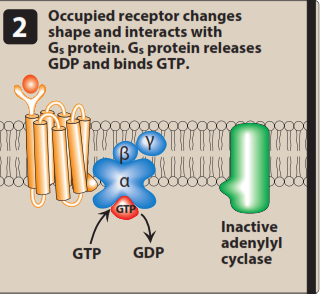 2
Occupied receptor changes
shape and interacts with
Gs protein. Gs protein releases
GDP and binds GTP.
γ
β
α
GTP
GTP
GDP
Inactive
adenylyl
cyclase